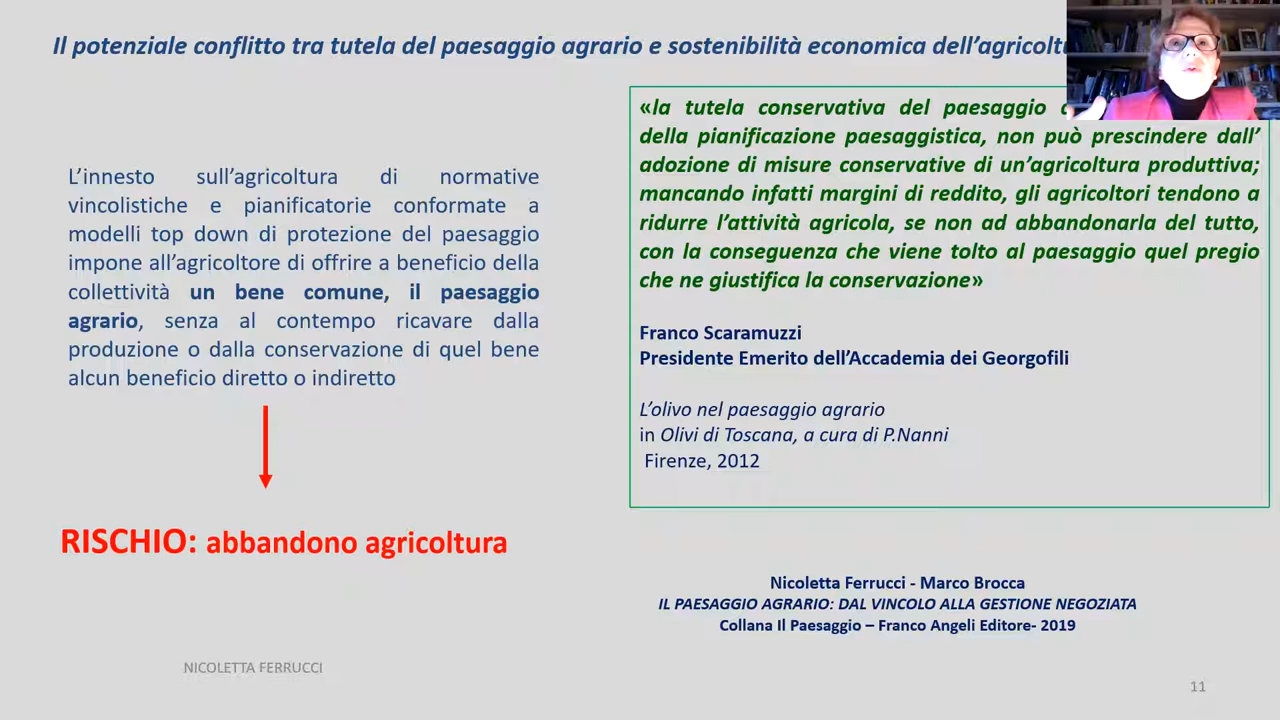 Il potenziale conflitto tra tutela del paesaggio agrario e sostenibilità economica
L'innesto sull'agricoltura di normative
vincolistiche e pianificatorie conformate a
modelli top down di protezione del paesaggio
impone all'agricoltore di offrire a beneficio della
collettività un bene comune, il paesaggio
agrario, senza al contempo ricavare dalla
produzione o dalla conservazione di quel bene
alcun beneficio diretto o indiretto
RISCHIO: abbandono agricoltura
«la tutela conservativa del paesaggio
della pianificazione paesaggistica, non può prescindere dall'
adozione di misure conservative di un'agricoltura produttiva;
mancando infatti margini di reddito, gli agricoltori tendono a
ridurre l'attività agricola, se non ad abbandonarla del tutto,
con la conseguenza che viene tolto al paesaggio quel pregio
che ne giustifica la conservazione»
Franco Scaramuzzi
Presidente Emerito dell'Accademia dei Georgofili
L'olivo nel paesaggio agrario
in Olivi di Toscana, a cura di P.Nanni
Firenze, 2012
Nicoletta Ferrucci - Marco Brocca
IL PAESAGGIO AGRARIO: DAL VINCOLO ALLA GESTIONE NEGOZIATA
Collana Il Paesaggio – Franco Angeli Editore- 2019
NICOLETTA FERRUCCI
11